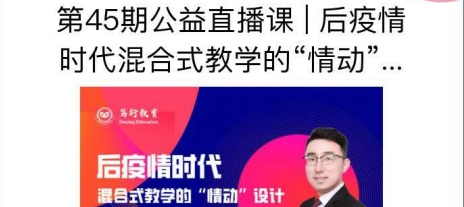 第45期公益直播课 | 后疫情
时代混合式教学的“情动”...
笃行教育
后疫情时代
混合式教学的“情动”设计